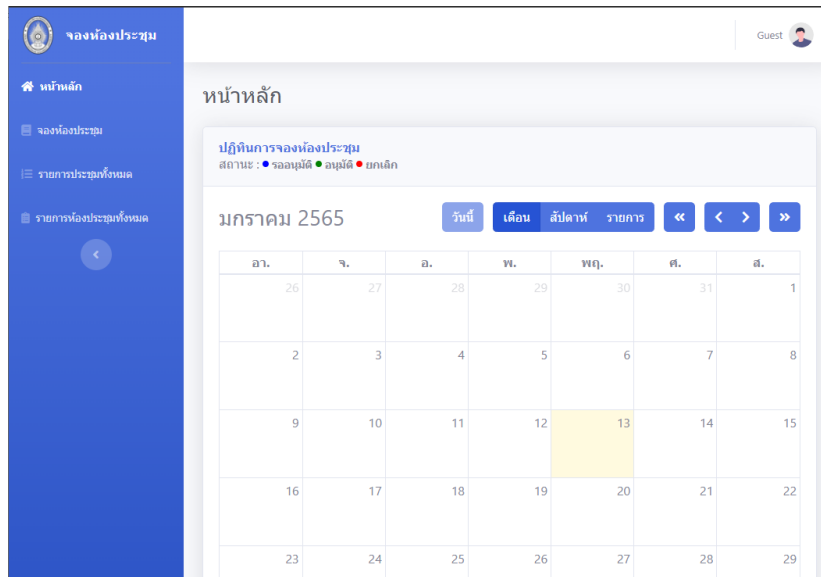 จองห้องประชุม
Guest
หน้าหลัก
จองห้องประชุม
รายการประชุมทั้งหมด
รายการห้องประชุมทั้งหมด
หน้าหลัก
ปฏิทินการจองห้องประชุม
สถานะ : รออนุมัติ อนุมัติ ยกเลิก
มกราคม 2565
วันนี้ เดือน สัปดาห์ รายการ
อา. จ. อ. พ. พฤ. ศ. ส.
26 27 28 29 30 31 1
2 3 4 5 6 7 8
9 10 11 12 13 14 15
16 17 18 19 20 21 22
23 24 25 26 27 28 29